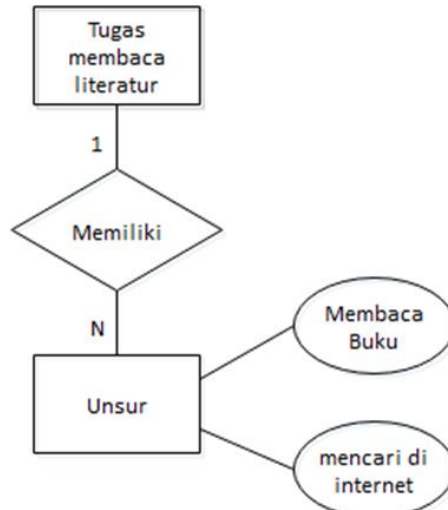 Tugas
membaca
literatur
1
Memiliki
N
Membaca
Buku
Unsur
mencari di
internet